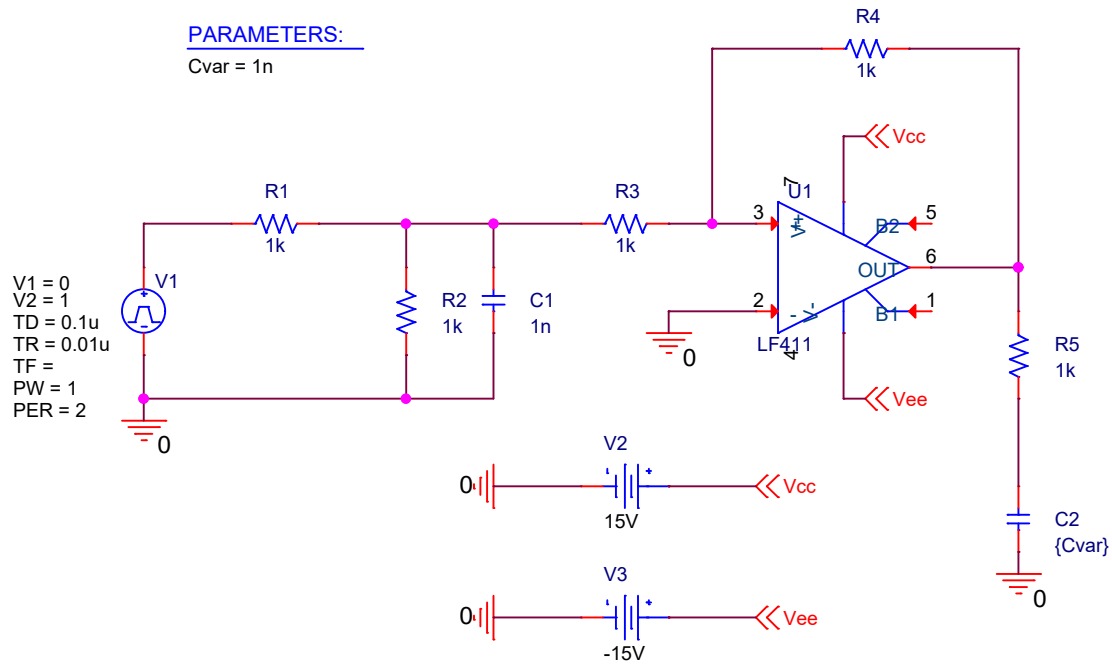 PARAMETERS:
Cvar = 1n
R4
1k
Vcc
R1
1k
R3
1k
U1
7
3
V+
+
B2
5
OUT
6
2
-
V-
B1
1
LF411
4
0
V1
V1 = 0
V2 = 1
TD = 0.1u
TR = 0.01u
TF =
PW = 1
PER = 2
R2
1k
C1
1n
R5
1k
Vee
0
V2
0
- +
Vcc
15V
C2
{Cvar}
0
V3
0
- +
Vee
-15V